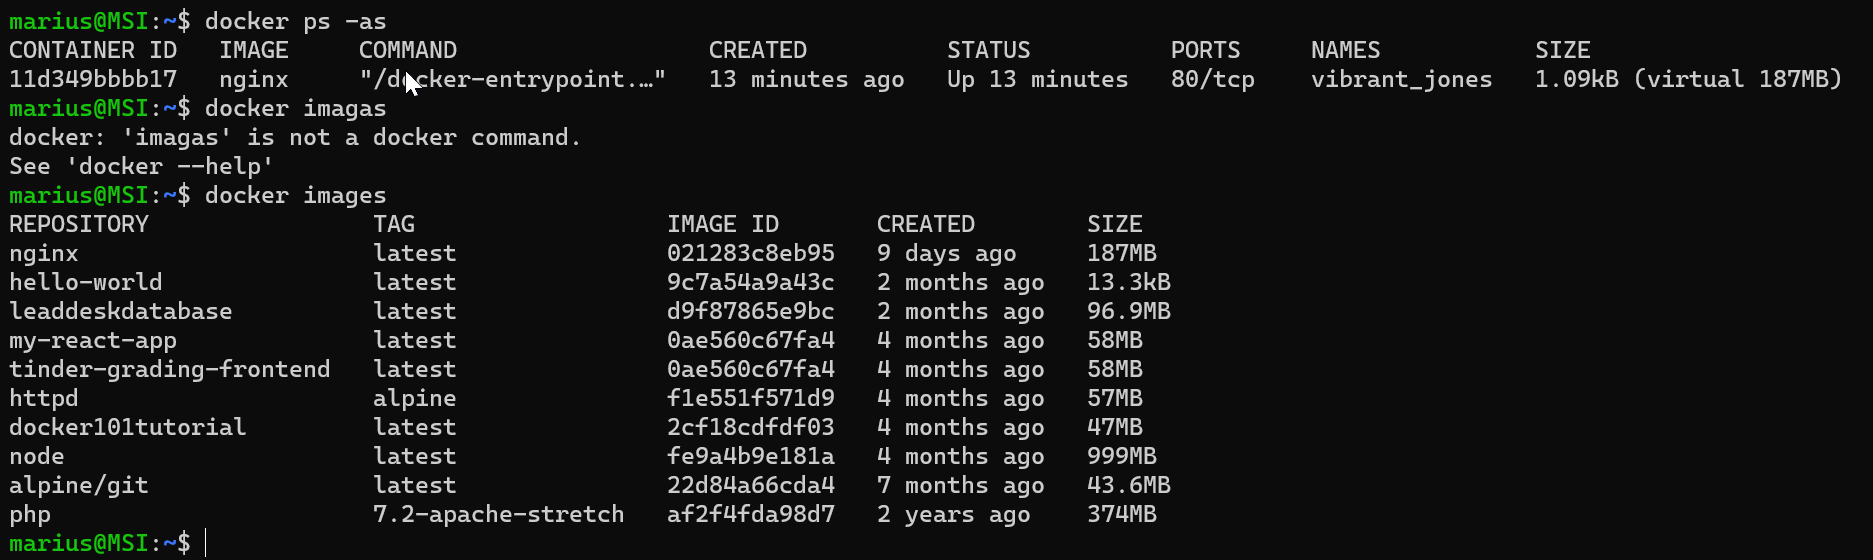 marius@MSI:~$ docker ps -as
CONTAINER ID   IMAGE     COMMAND                  CREATED          STATUS          PORTS     NAMES           SIZE
11d349bbbb17   nginx     "/docker-entrypoint.…"   13 minutes ago   Up 13 minutes   80/tcp    vibrant_jones   1.09kB (virtual 187MB)
marius@MSI:~$ docker imagas
docker: 'imagas' is not a docker command.
See 'docker --help'
marius@MSI:~$ docker images
REPOSITORY                TAG                  IMAGE ID       CREATED        SIZE
nginx                     latest               021283c8eb95   9 days ago     187MB
hello-world               latest               9c7a54a9a43c   2 months ago   13.3kB
leaddeskdatabase          latest               d9f87865e9bc   2 months ago   96.9MB
my-react-app              latest               0ae560c67fa4   4 months ago   58MB
tinder-grading-frontend   latest               0ae560c67fa4   4 months ago   58MB
httpd                     alpine               f1e551f571d9   4 months ago   57MB
docker101tutorial         latest               2cf18cdfdf03   4 months ago   47MB
node                      latest               fe9a4b9e181a   4 months ago   999MB
alpine/git                latest               22d84a66cda4   7 months ago   43.6MB
php                       7.2-apache-stretch   af2f4fda98d7   2 years ago    374MB
marius@MSI:~$